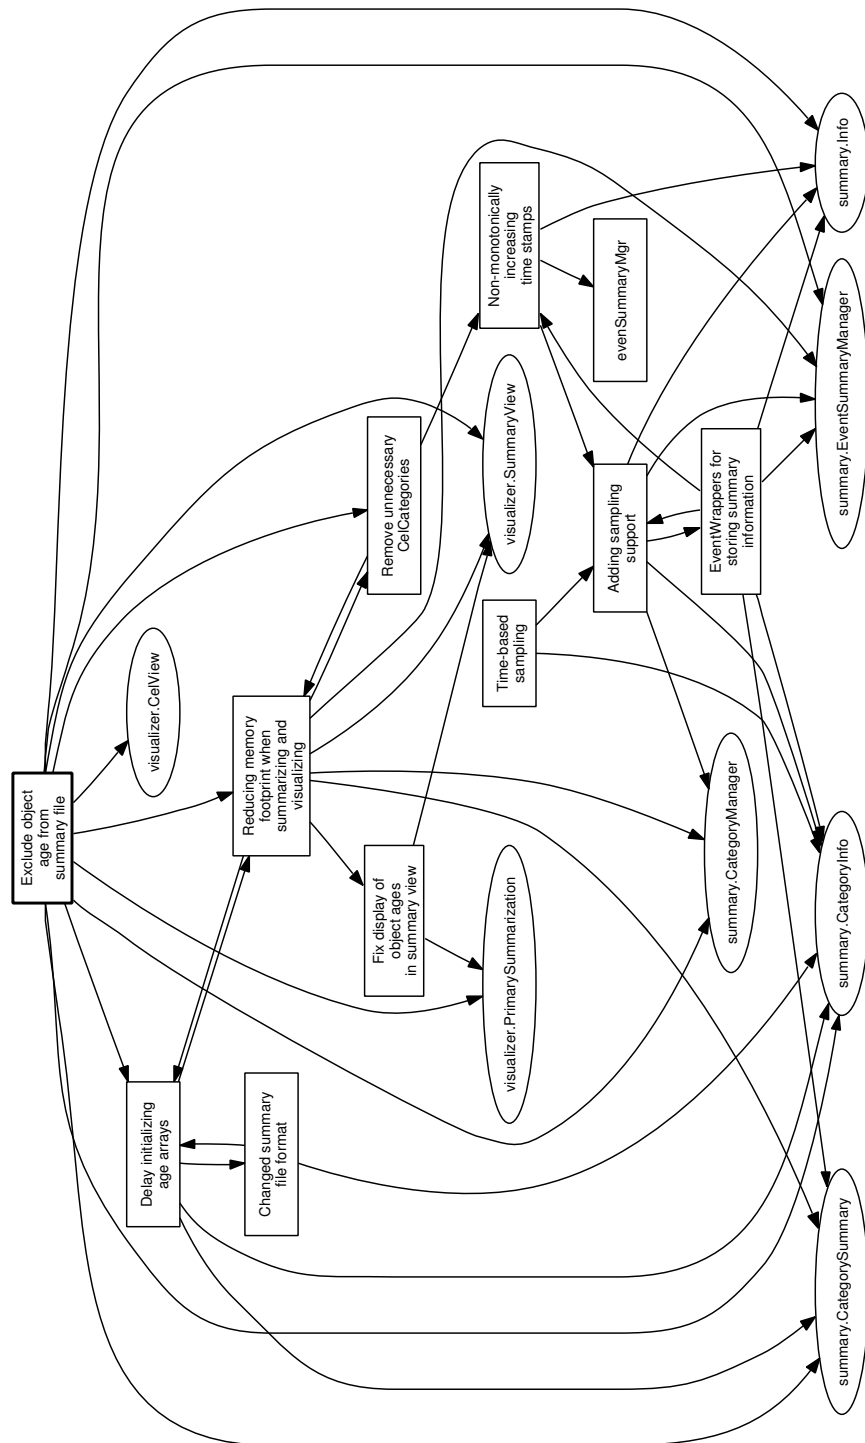 Exclude object
age from
summary file
visualizer.CelView
Delay initializing
age arrays
Reducing memory
footprint when
summarizing and
visualizing
Changed summary
file format
Remove unnecessary
CelCategories
Fix display of
object ages
in summary view
Non-monotonically
increasing
time stamps
visualizer.SummaryView
Time-based
sampling
visualizer.PrimarySummarization
evenSummaryMgr
Adding sampling
support
EventWrappers for
storing summary
information
summary.CategoryManager
summary.Info
summary.EventSummaryManager
summary.CategoryInfo
summary.CategorySummary